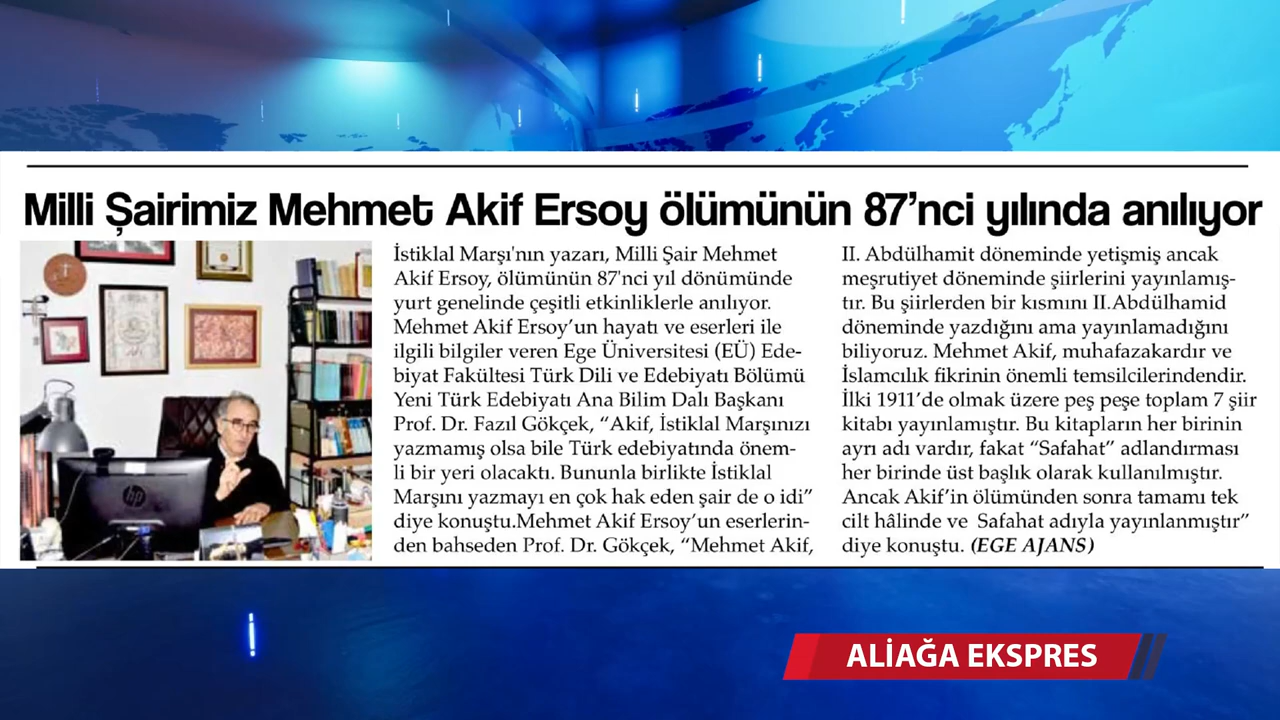 Milli Şairimiz Mehmet Akif Ersoy ölümünün 87’nci yılında anılıyor
İstiklal Marşı'nın yazarı, Milli Şair Mehmet
Akif Ersoy, ölümünün 87'nci yıl dönümünde
yurt genelinde çeşitli etkinliklerle anılıyor.
Mehmet Akif Ersoy’un hayatı ve eserleri ile
ilgili bilgiler veren Ege Üniversitesi (EÜ) Ede-
biyat Fakültesi Türk Dili ve Edebiyatı Bölümü
Yeni Türk Edebiyatı Ana Bilim Dalı Başkanı
Prof. Dr. Fazıl Gökçek, “Akif, İstiklal Marşınızı
yazmamış olsa bile Türk edebiyatında önem-
li bir yeri olacaktı. Bununla birlikte İstiklal
Marşını yazmayı en çok hak eden şair de o idi”
diye konuştu.Mehmet Akif Ersoy’un eserlerin-
den bahseden Prof. Dr. Gökçek, “Mehmet Akif,
II. Abdülhamit döneminde yetişmiş ancak
meşrutiyet döneminde şiirlerini yayınlamış-
tır. Bu şiirlerden bir kısmını II.Abdülhamid
döneminde yazdığını ama yayınlamadığını
biliyoruz. Mehmet Akif, muhafazakardır ve
İslamcılık fikrinin önemli temsilcilerindendir.
İlki 1911’de olmak üzere peş peşe toplam 7 şiir
kitabı yayınlamıştır. Bu kitapların her birinin
ayrı adı vardır, fakat “Safahat” adlandırması
her birinde üst başlık olarak kullanılmıştır.
Ancak Akif’in ölümünden sonra tamamı tek
cilt hâlinde ve Safahat adıyla yayınlanmıştır”
diye konuştu. (EGE AJANS)
hp
ALİAĞA EKSPRES